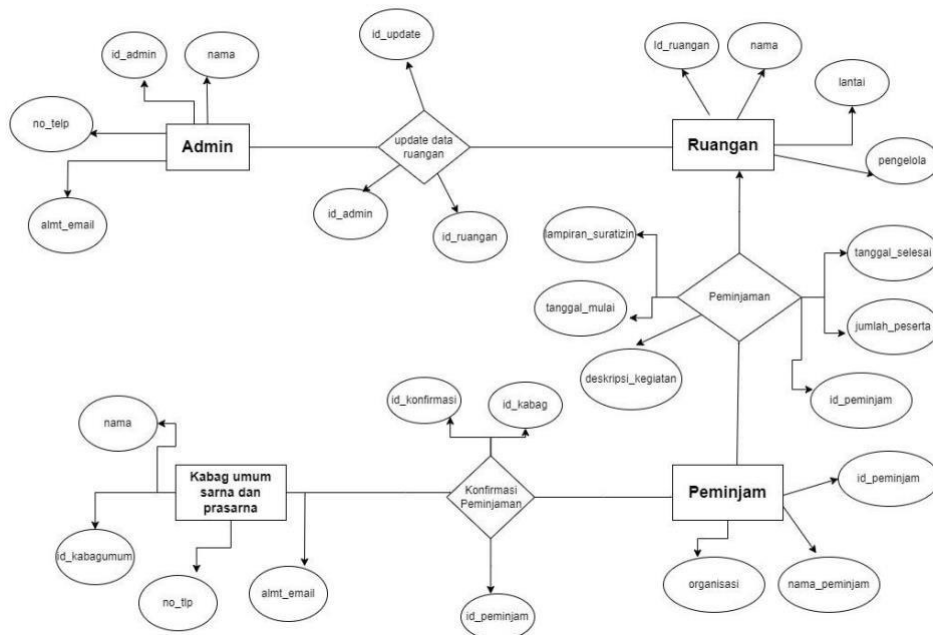 id_update
id_admin
nama
Id_ruangan
nama
lantai
no_telp
Admin
update data
ruangan
Ruangan
pengelola
almt_email
id_admin
id_ruangan
lampiran_suratizin
tanggal_selesai
Peminjaman
tanggal_mulai
jumlah_peserta
deskripsi_kegiatan
id_peminjam
id_konfirmasi
id_kabag
nama
Kabag umum
sarna dan
prasarna
Konfirmasi
Peminjaman
Peminjam
id_peminjam
id_kabagumum
no_tlp
almt_email
id_peminjam
organisasi
nama_peminjam